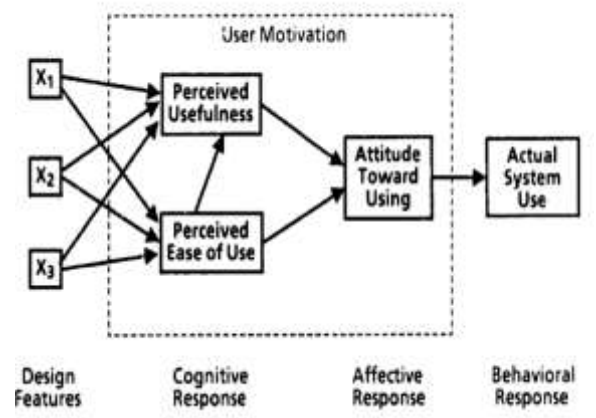 User Motivation
X1
Perceived
Usefulness
X2
Attitude
Toward
Using
Actual
System
Use
Perceived
Ease of Use
X3
Design
Features
Cognitive
Response
Affective
Response
Behavioral
Response